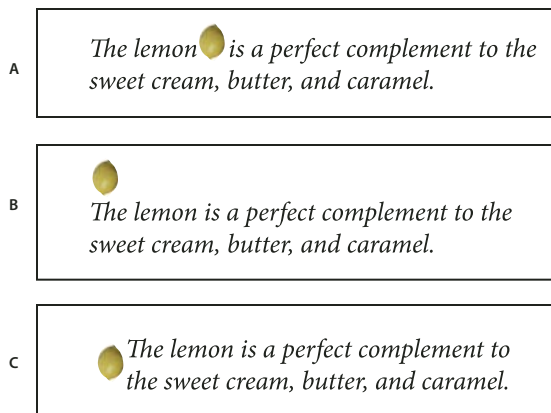 A
The lemon is a perfect complement to the
sweet cream, butter, and caramel.
B
The lemon is a perfect complement to the
sweet cream, butter, and caramel.
C
The lemon is a perfect complement to
the sweet cream, butter, and caramel.